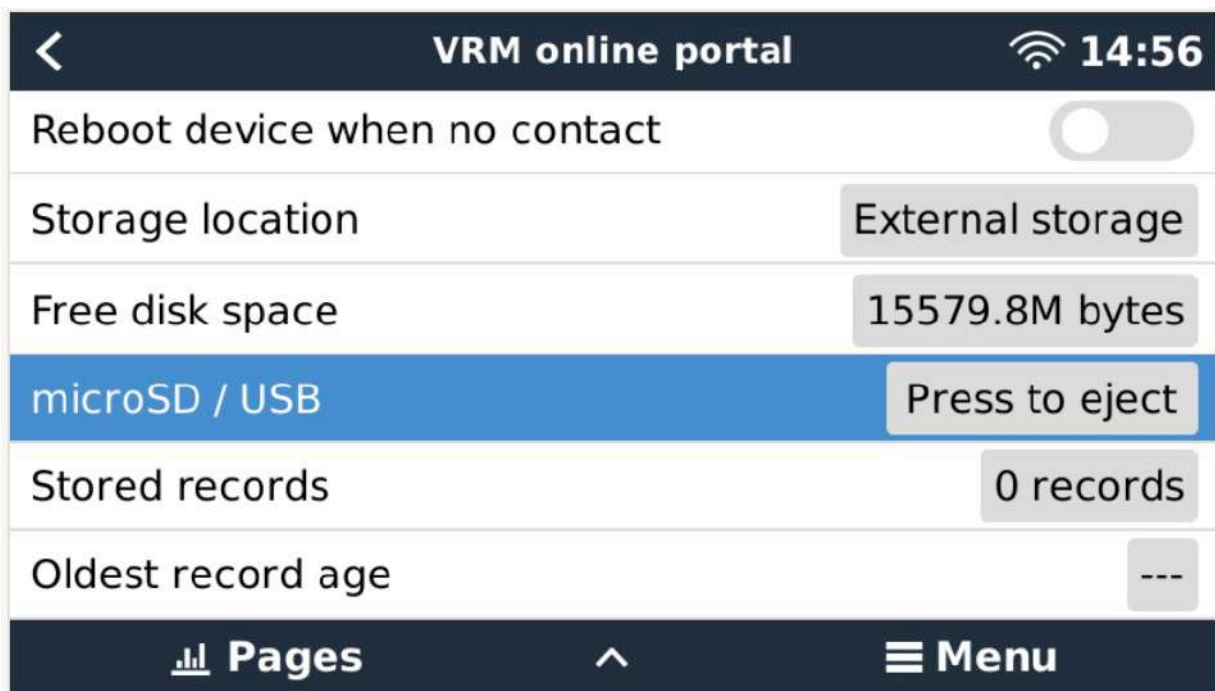 VRM online portal 14:56
Reboot device when no contact
Storage location External storage
Free disk space 15579.8M bytes
microSD / USB Press to eject
Stored records 0 records
Oldest record age ---
Pages Menu